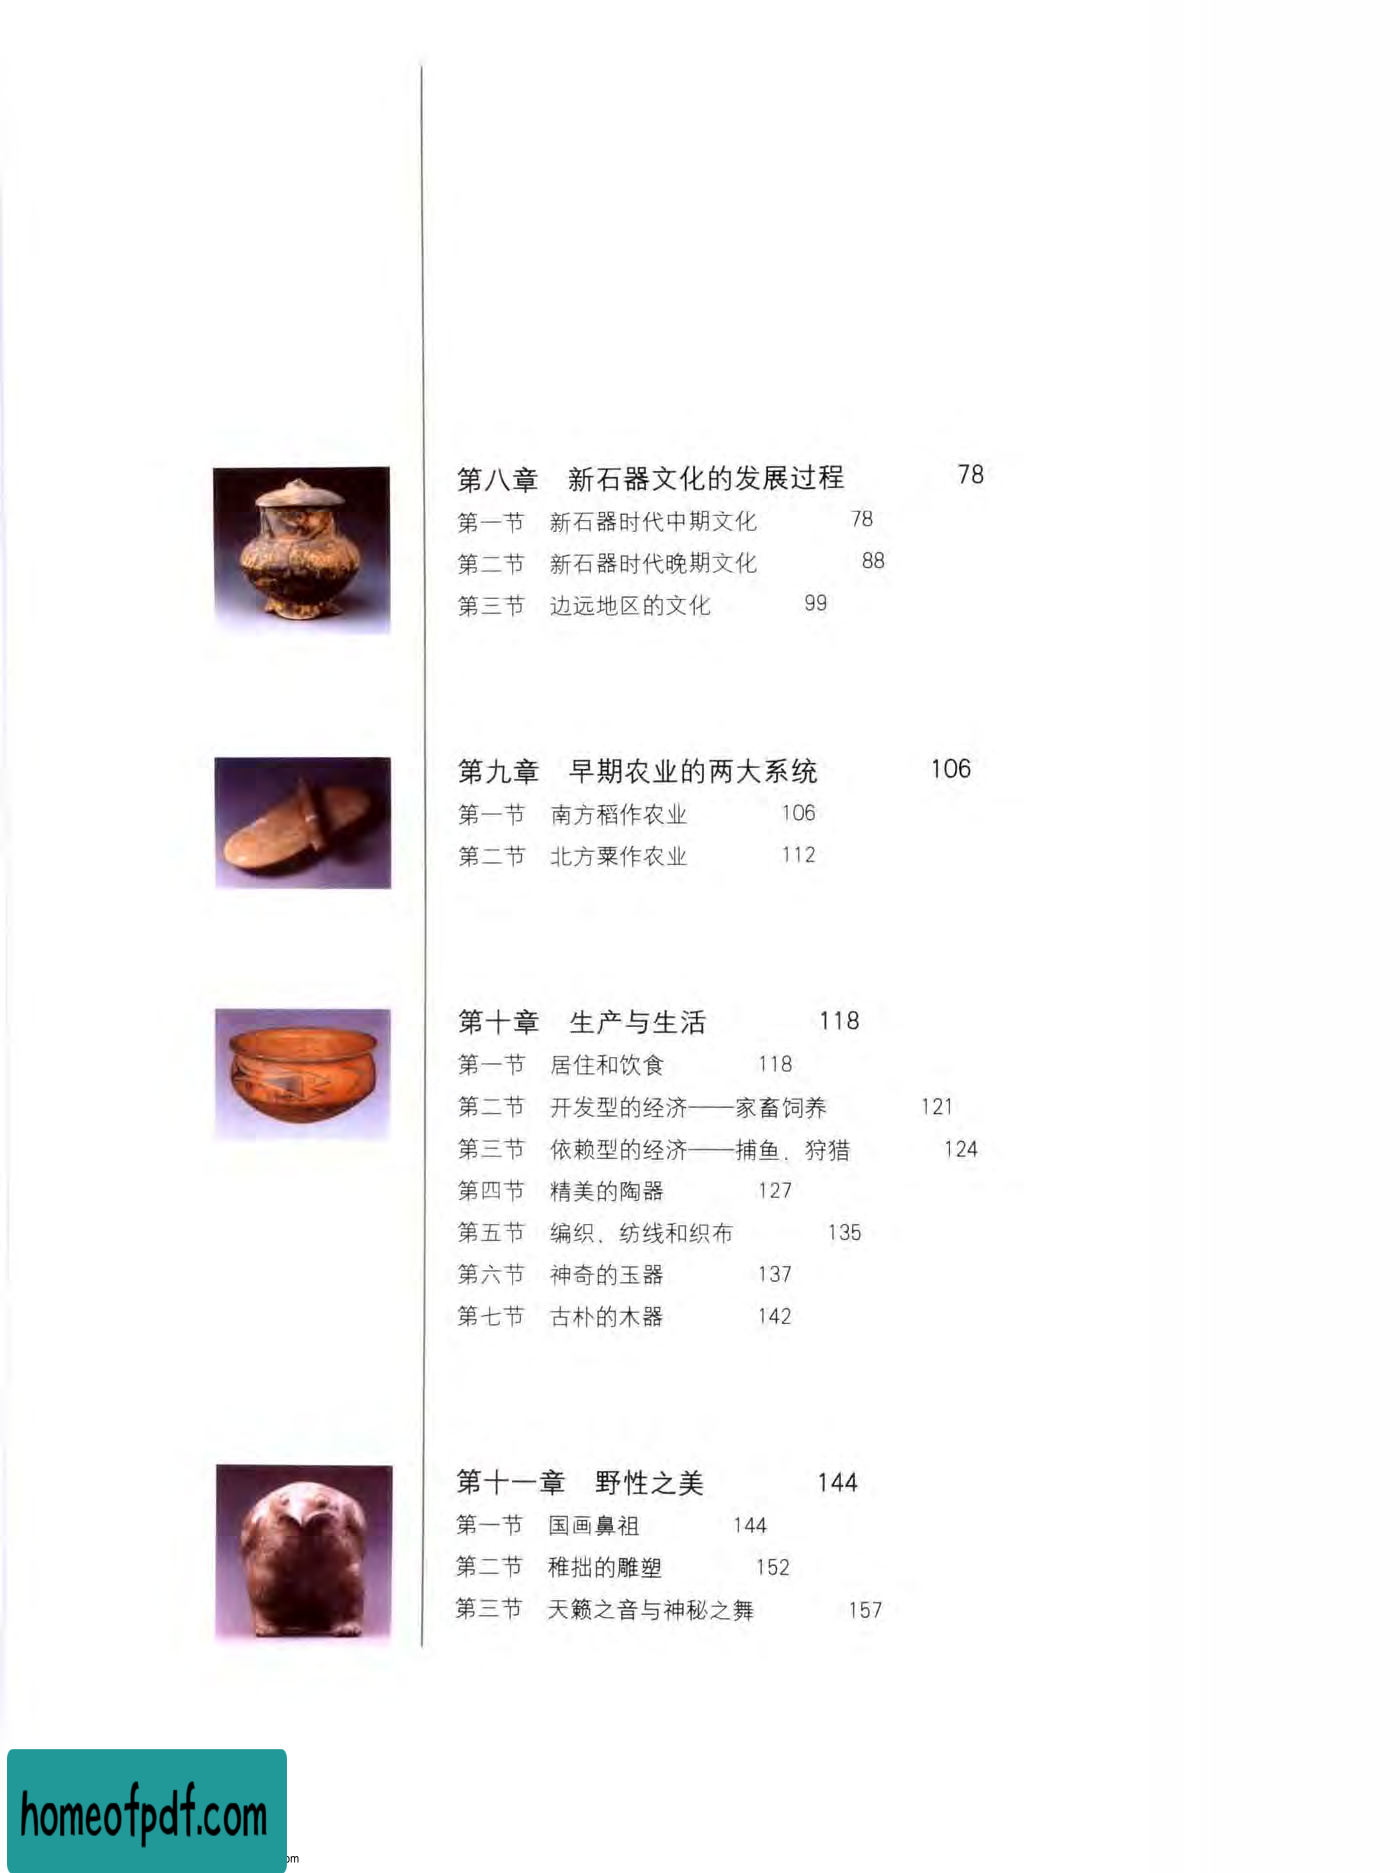 第八章 新石器文化的发展过程 78
第一节 新石器时代中期文化 78
第二节 新石器时代晚期文化 88
第三节 边远地区的文化 99
第九章 早期农业的两大系统 106
第一节 南方稻作农业 106
第二节 北方粟作农业 112
第十章 生产与生活 118
第一节 居住和饮食 118
第二节 开发型的经济——家畜饲养 121
第三节 依赖型的经济——捕鱼、狩猎 124
第四节 精美的陶器 127
第五节 编织、纺线和织布 135
第六节 神奇的玉器 137
第七节 古朴的木器 142
第十一章 野性之美 144
第一节 国画鼻祖 144
第二节 稚拙的雕塑 152
第三节 天籁之音与神秘之舞 157
homeofpdf.com
om